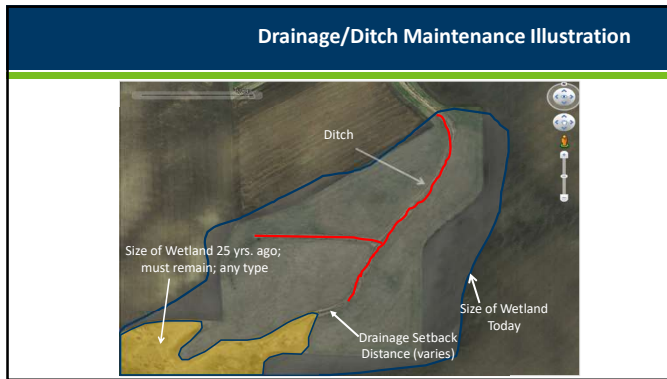 Drainage/Ditch Maintenance Illustration
Ditch
Size of Wetland 25 yrs. ago;
must remain; any type
Size of Wetland
Today
Drainage Setback
Distance (varies)